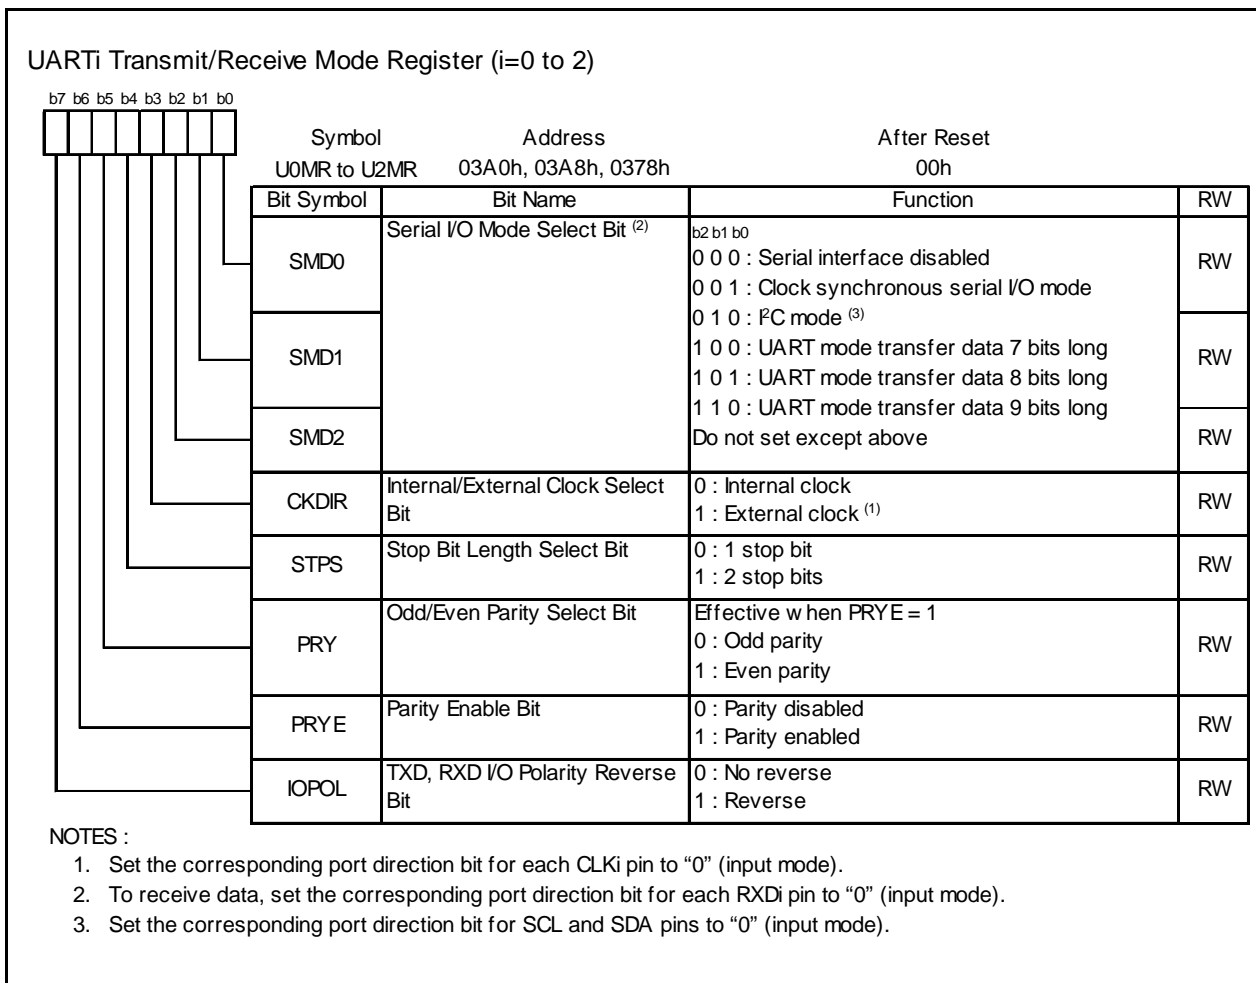 UARTi Transmit/Receive Mode Register (i=0 to 2)
b7 b6 b5 b4 b3 b2 b1 b0
Symbol Address After Reset
U0MR to U2MR 03A0h, 03A8h, 0378h 00h
Bit Symbol Bit Name Function RW
SMD0 Serial I/O Mode Select Bit (2) b2 b1 b0 RW
0 0 0 : Serial interface disabled
0 0 1 : Clock synchronous serial I/O mode
0 1 0 : I²C mode (3)
SMD1 1 0 0 : UART mode transfer data 7 bits long RW
1 0 1 : UART mode transfer data 8 bits long
1 1 0 : UART mode transfer data 9 bits long
SMD2 Do not set except above RW
CKDIR Internal/External Clock Select Bit 0 : Internal clock RW
1 : External clock (1)
STPS Stop Bit Length Select Bit 0 : 1 stop bit RW
1 : 2 stop bits
PRY Odd/Even Parity Select Bit Effective when PRYE = 1 RW
0 : Odd parity
1 : Even parity
PRYE Parity Enable Bit 0 : Parity disabled RW
1 : Parity enabled
IOPOL TXD, RXD I/O Polarity Reverse Bit 0 : No reverse RW
1 : Reverse
NOTES :
1. Set the corresponding port direction bit for each CLKi pin to “0” (input mode).
2. To receive data, set the corresponding port direction bit for each RXDi pin to “0” (input mode).
3. Set the corresponding port direction bit for SCL and SDA pins to “0” (input mode).